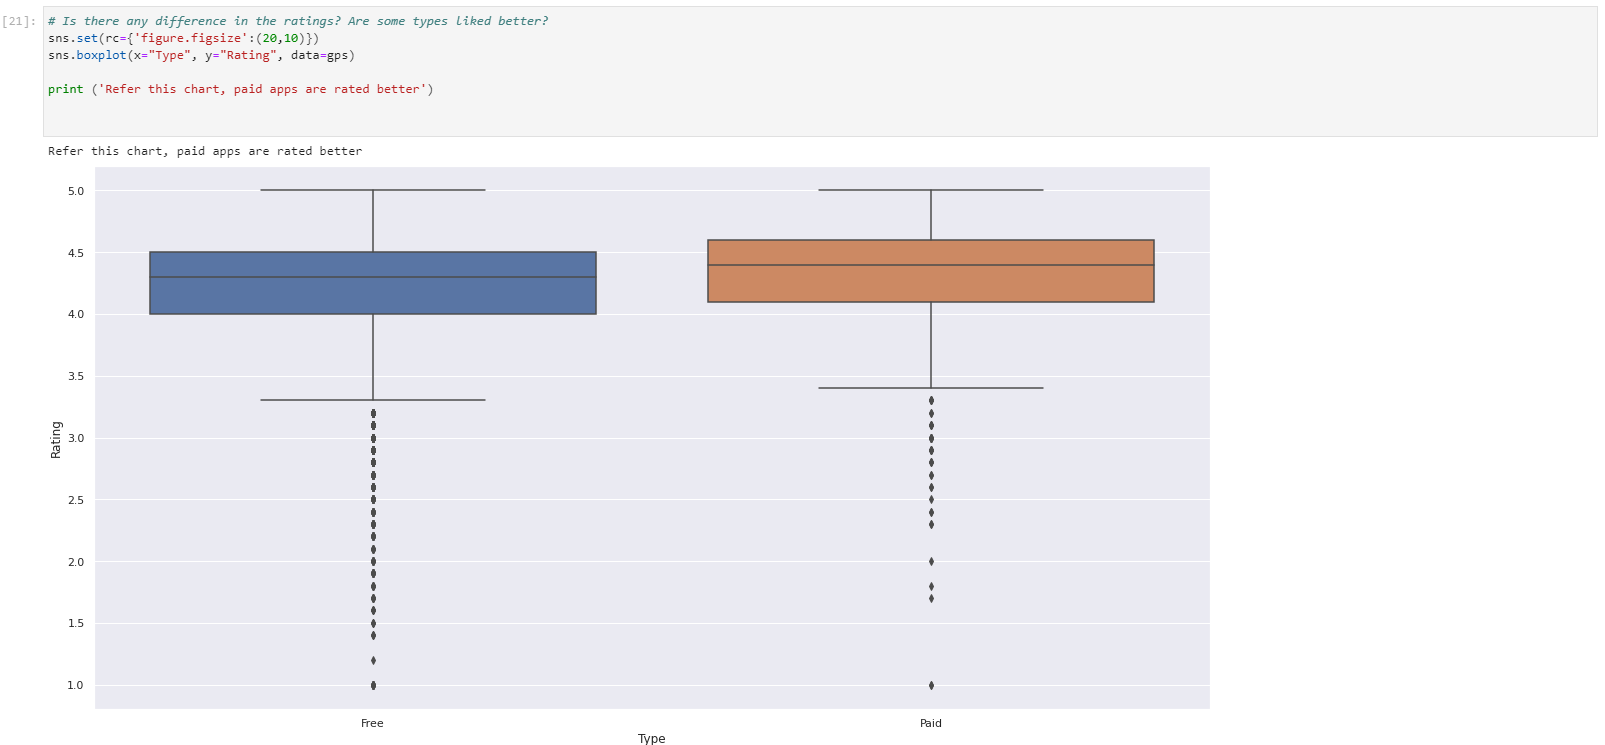 [21]: # Is there any difference in the ratings? Are some types liked better?
sns.set(rc={'figure.figsize':(20,10)})
sns.boxplot(x="Type", y="Rating", data=gps)
print ('Refer this chart, paid apps are rated better')
Refer this chart, paid apps are rated better
5.0
4.5
4.0
3.5
3.0
2.5
2.0
1.5
1.0
Rating
Free Paid
Type